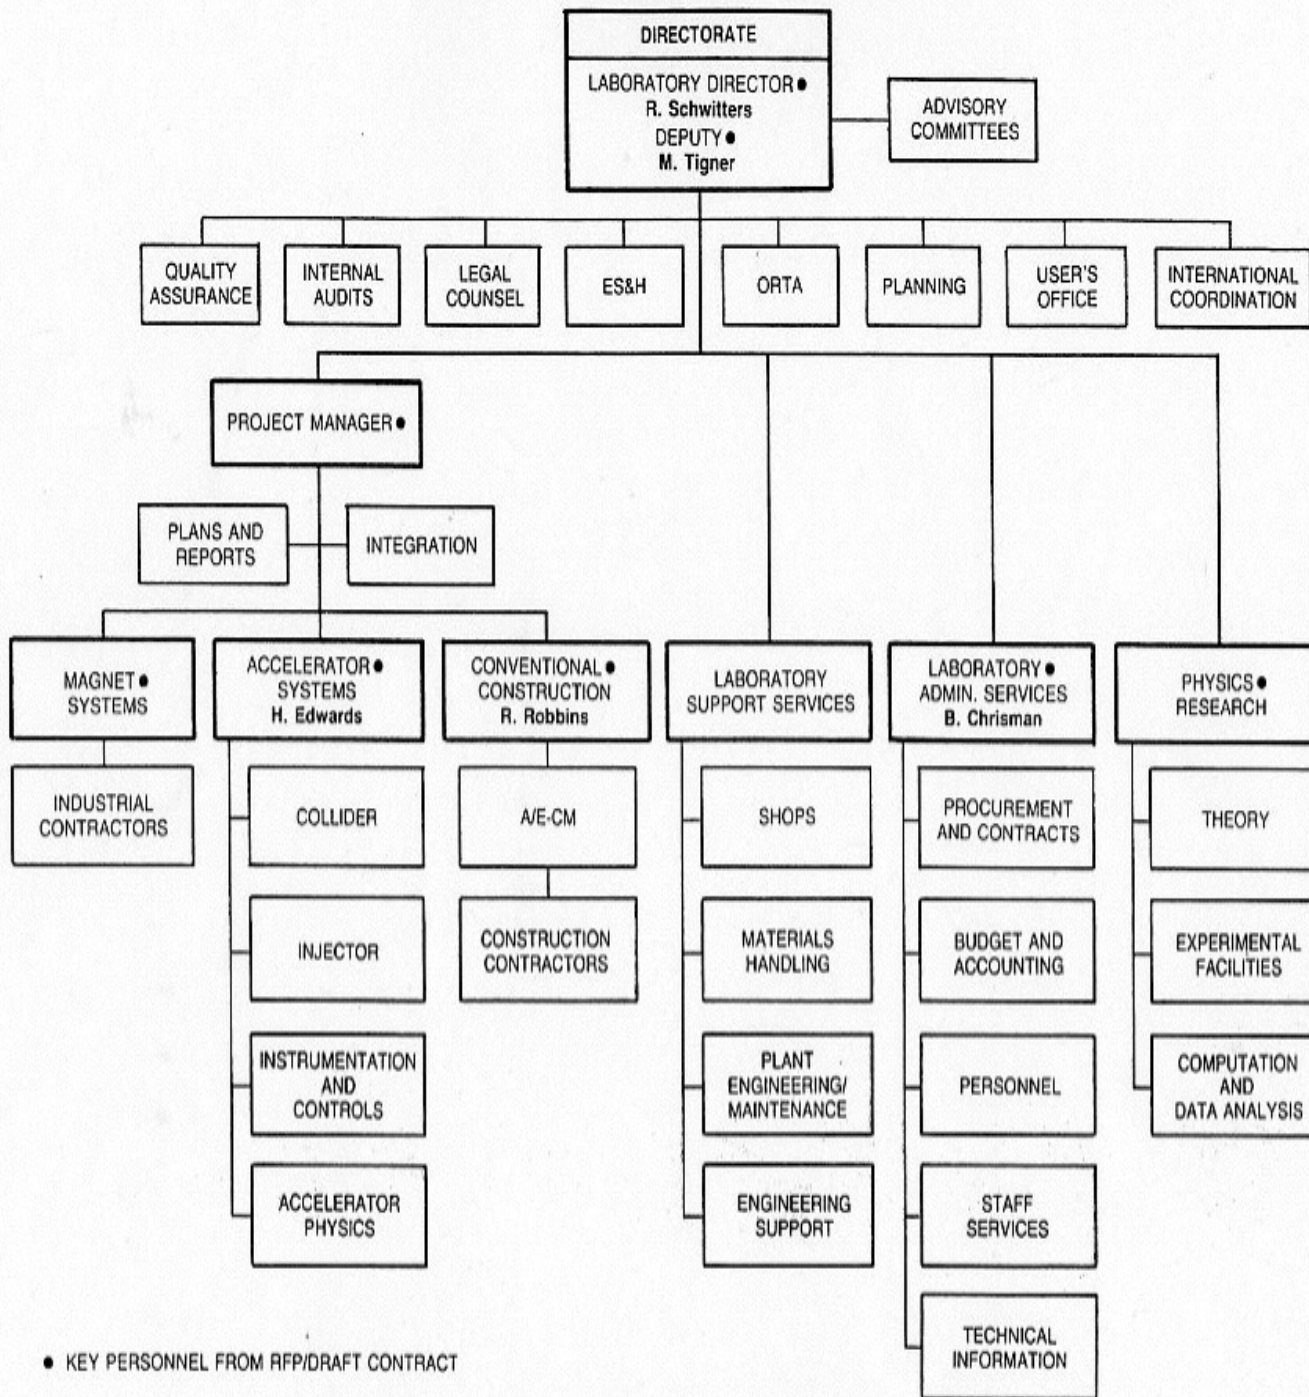 DIRECTORATE
LABORATORY DIRECTOR ●
R. Schwitters
DEPUTY ●
M. Tigner
ADVISORY
COMMITTEES
QUALITY
ASSURANCE
INTERNAL
AUDITS
LEGAL
COUNSEL
ES&H
ORTA
PLANNING
USER'S
OFFICE
INTERNATIONAL
COORDINATION
PROJECT MANAGER ●
PLANS AND
REPORTS
INTEGRATION
MAGNET ●
SYSTEMS
ACCELERATOR ●
SYSTEMS
H. Edwards
CONVENTIONAL ●
CONSTRUCTION
R. Robbins
LABORATORY
SUPPORT SERVICES
LABORATORY ●
ADMIN. SERVICES
B. Chrisman
PHYSICS ●
RESEARCH
INDUSTRIAL
CONTRACTORS
COLLIDER
A/E-CM
SHOPS
PROCUREMENT
AND CONTRACTS
THEORY
INJECTOR
CONSTRUCTION
CONTRACTORS
MATERIALS
HANDLING
BUDGET AND
ACCOUNTING
EXPERIMENTAL
FACILITIES
INSTRUMENTATION
AND
CONTROLS
PLANT
ENGINEERING/
MAINTENANCE
PERSONNEL
COMPUTATION
AND
DATA ANALYSIS
ACCELERATOR
PHYSICS
ENGINEERING
SUPPORT
STAFF
SERVICES
TECHNICAL
INFORMATION
● KEY PERSONNEL FROM RFP/DRAFT CONTRACT